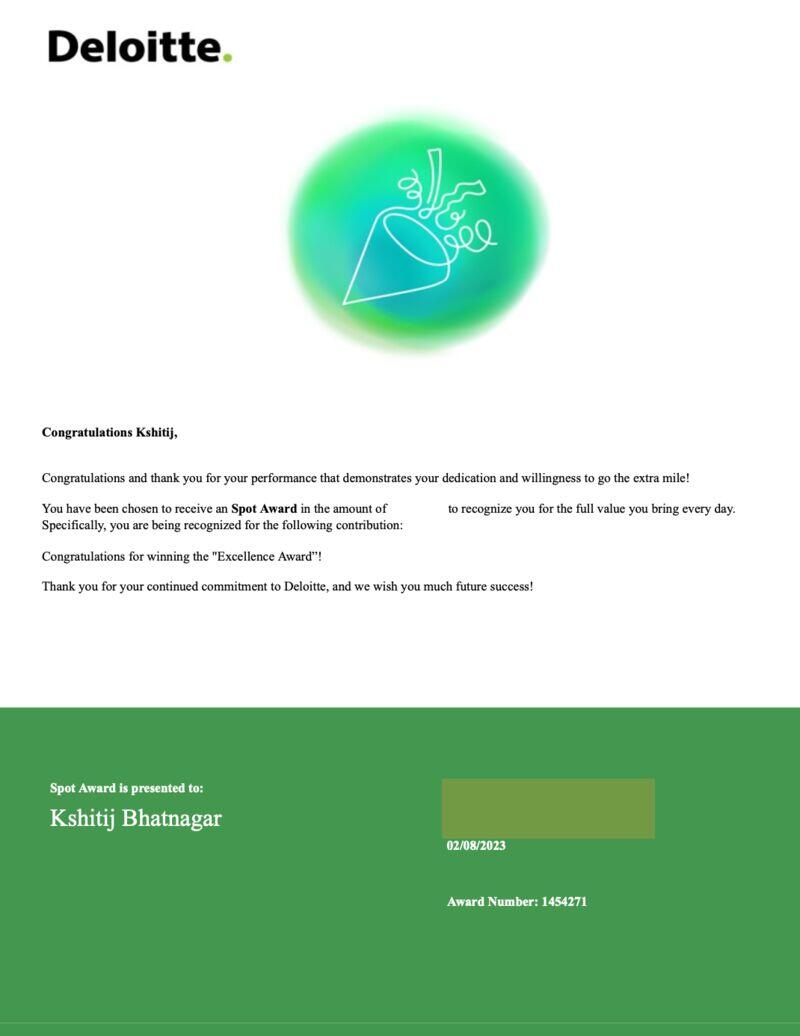 Deloitte.
Congratulations Kshitij,
Congratulations and thank you for your performance that demonstrates your dedication and willingness to go the extra mile!
You have been chosen to receive an Spot Award in the amount of to recognize you for the full value you bring every day.
Specifically, you are being recognized for the following contribution:
Congratulations for winning the "Excellence Award”!
Thank you for your continued commitment to Deloitte, and we wish you much future success!
Spot Award is presented to:
Kshitij Bhatnagar
02/08/2023
Award Number: 1454271